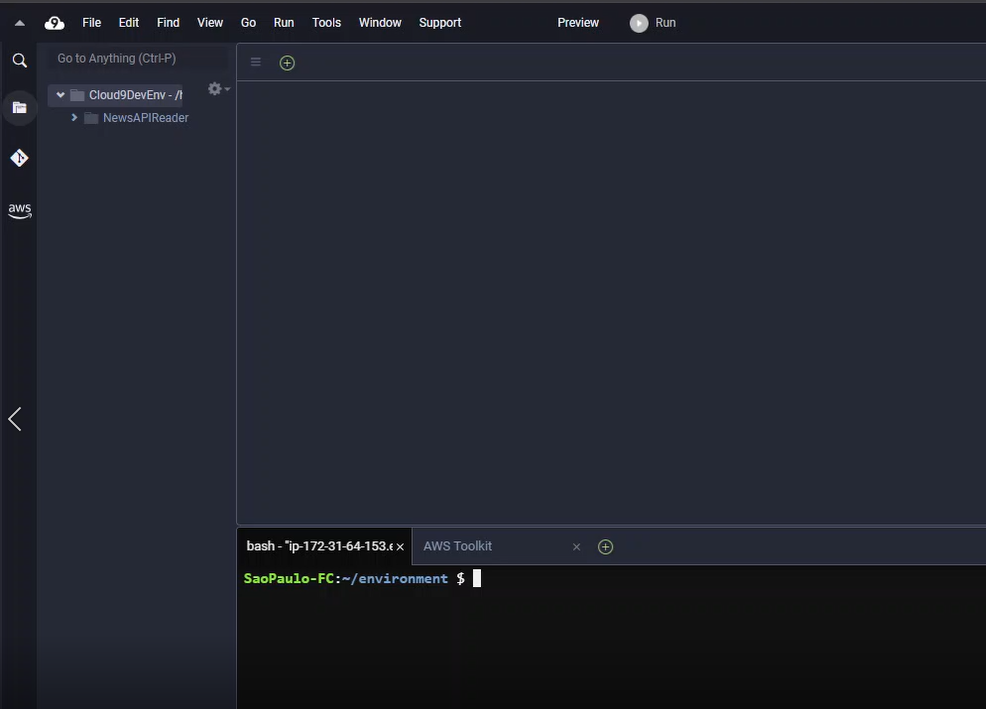 9 File Edit Find View Go Run Tools Window Support Preview Run
Go to Anything (Ctrl-P)
Cloud9DevEnv - /h
NewsAPIReader
aws
bash - "ip-172-31-64-153.e × AWS Toolkit ×
SaoPaulo-FC:~/environment $